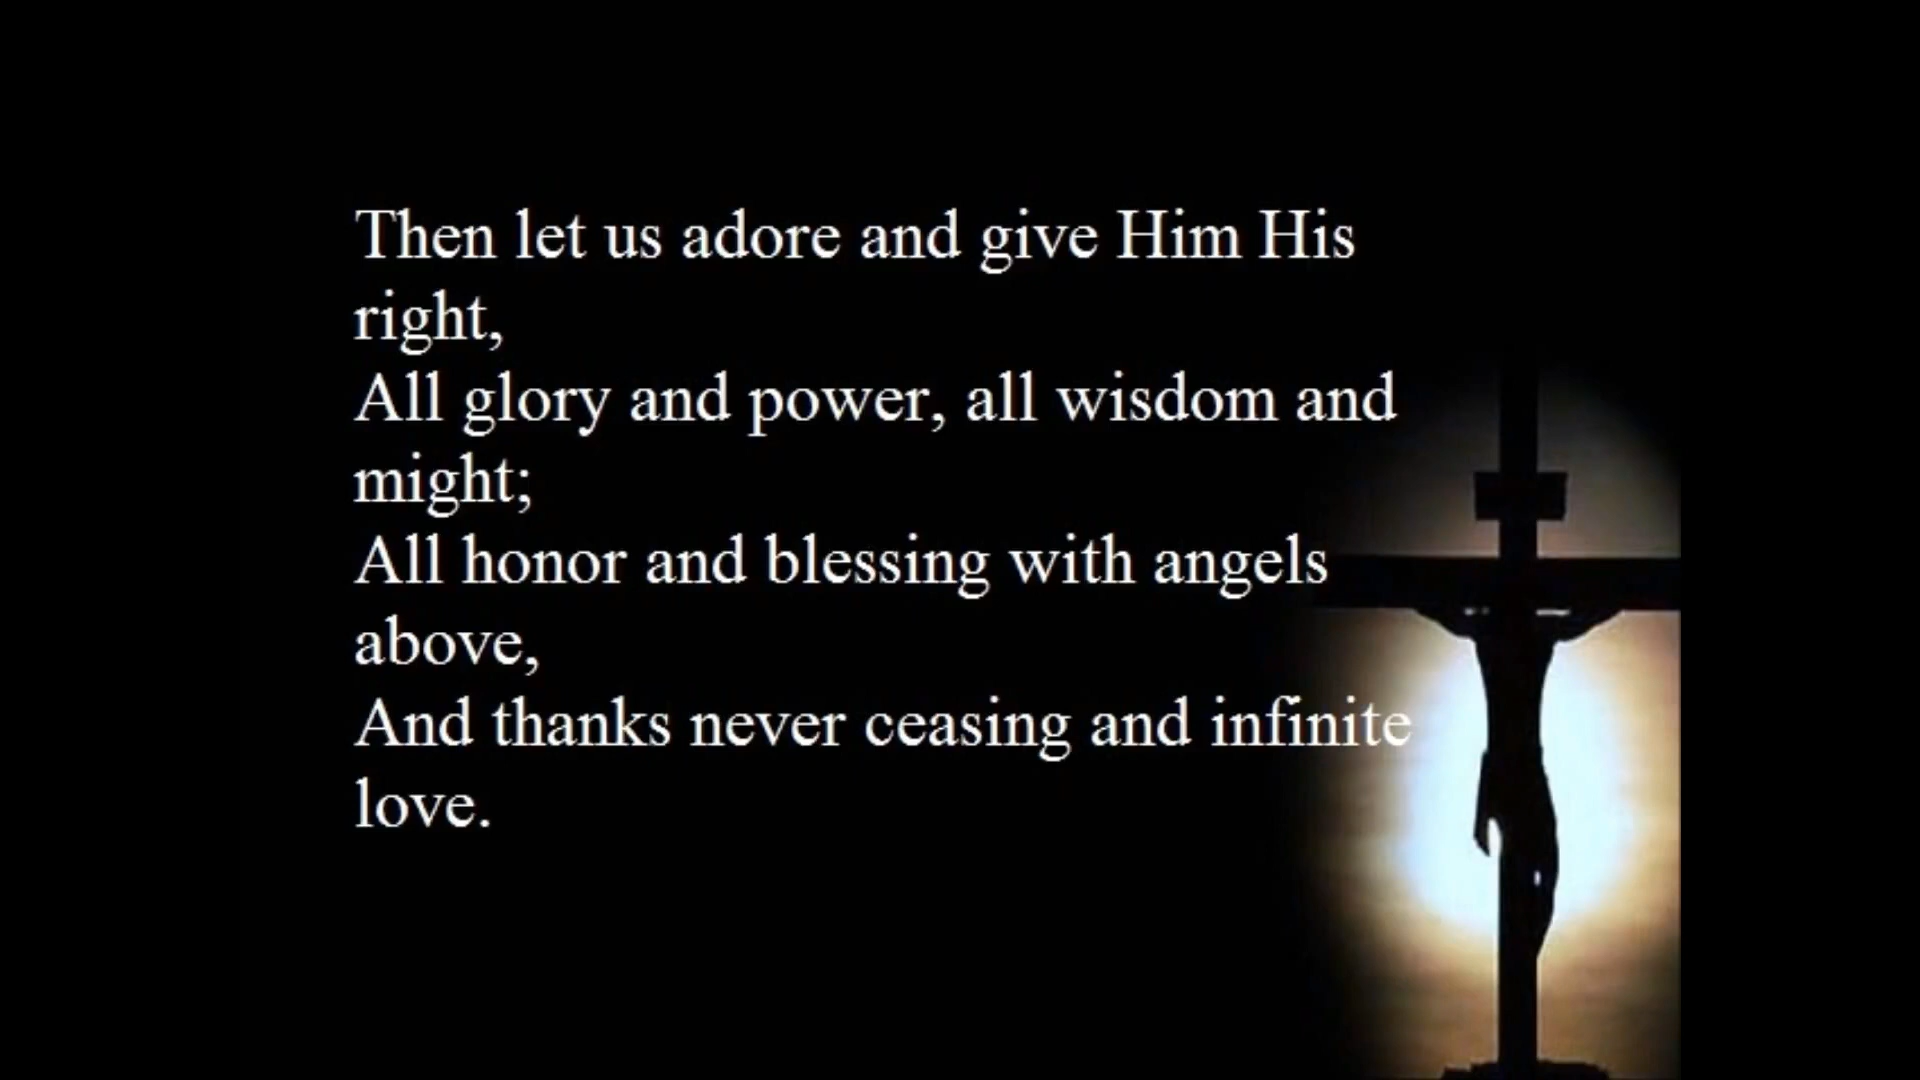 Then let us adore and give Him His
right,
All glory and power, all wisdom and
might;
All honor and blessing with angels
above,
And thanks never ceasing and infinite
love.